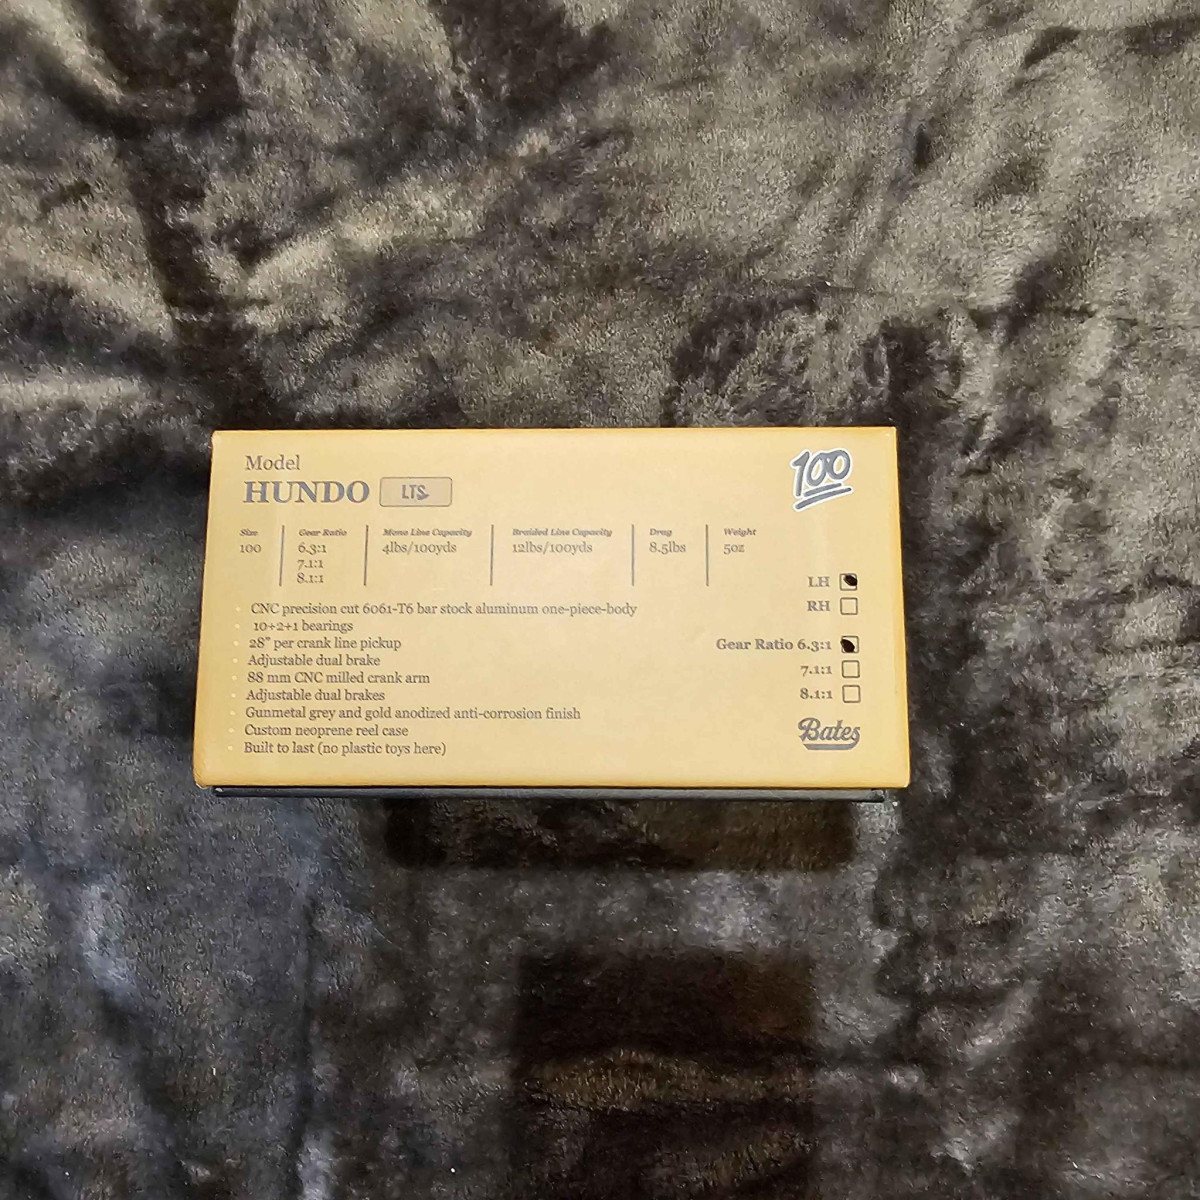 Model
HUNDO LTS
100
Size Gear Ratio Mono Line Capacity Braided Line Capacity Drag Weight
100 6.3:1 4lbs/100yds 12lbs/100yds 8.5lbs 5oz
7.1:1
8.1:1
LH
RH
CNC precision cut 6061-T6 bar stock aluminum one-piece-body
10+2+1 bearings
28" per crank line pickup
Adjustable dual brake
88 mm CNC milled crank arm
Adjustable dual brakes
Gunmetal grey and gold anodized anti-corrosion finish
Custom neoprene reel case
Built to last (no plastic toys here)
Gear Ratio 6.3:1
7.1:1
8.1:1
Bates